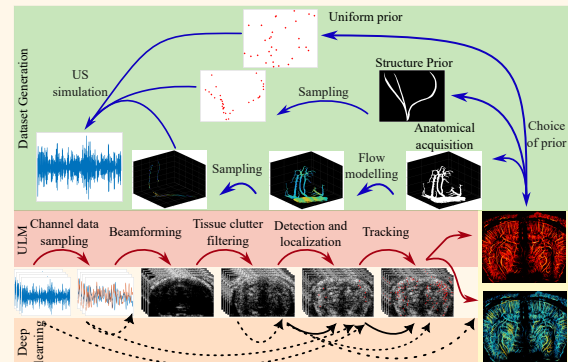 Uniform prior
US
simulation
Structure Prior
Sampling
Dataset Generation
Anatomical
acquisition
Choice
of prior
Sampling
Flow
modelling
ULM
Channel data
sampling
Beamforming
Tissue clutter
filtering
Detection and
localization
Tracking
Deep
learning